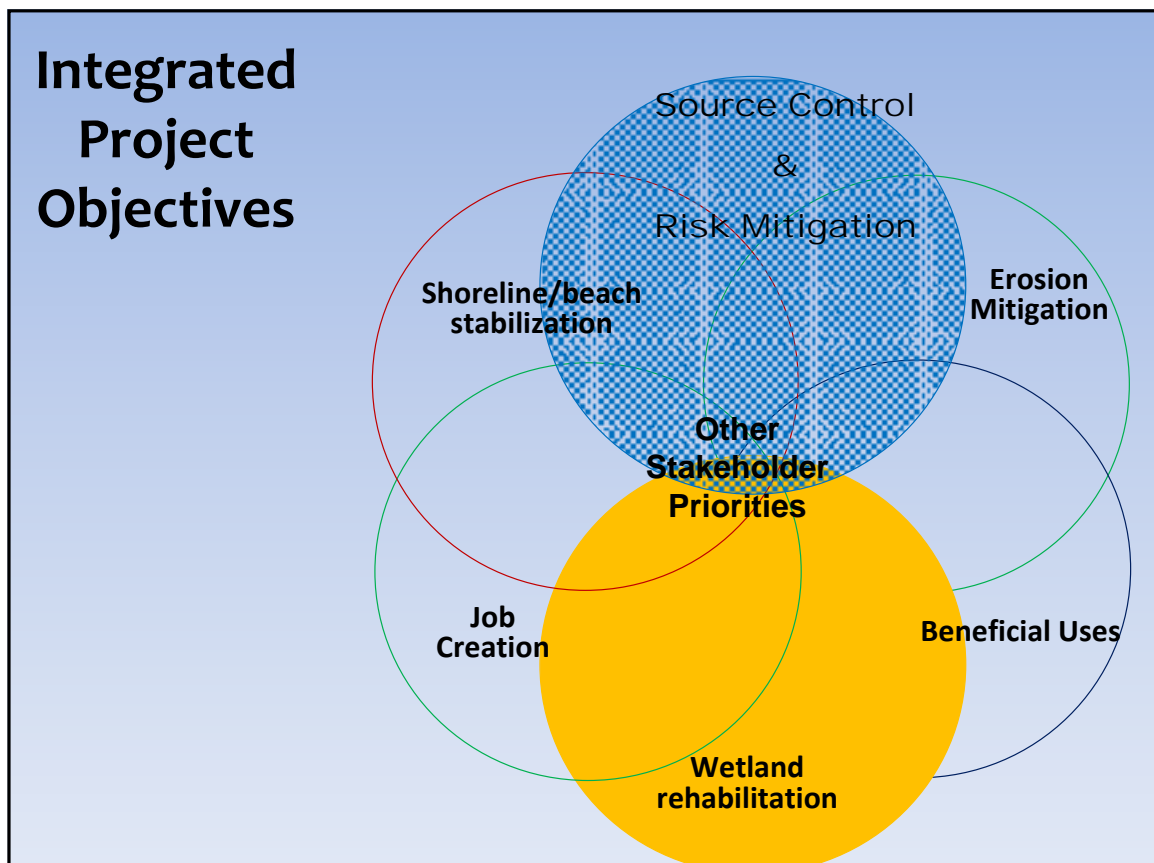 Integrated
Project
Objectives
Source Control
&
Risk Mitigation
Shoreline/beach
stabilization
Erosion
Mitigation
Other
Stakeholder
Priorities
Job
Creation
Beneficial Uses
Wetland
rehabilitation